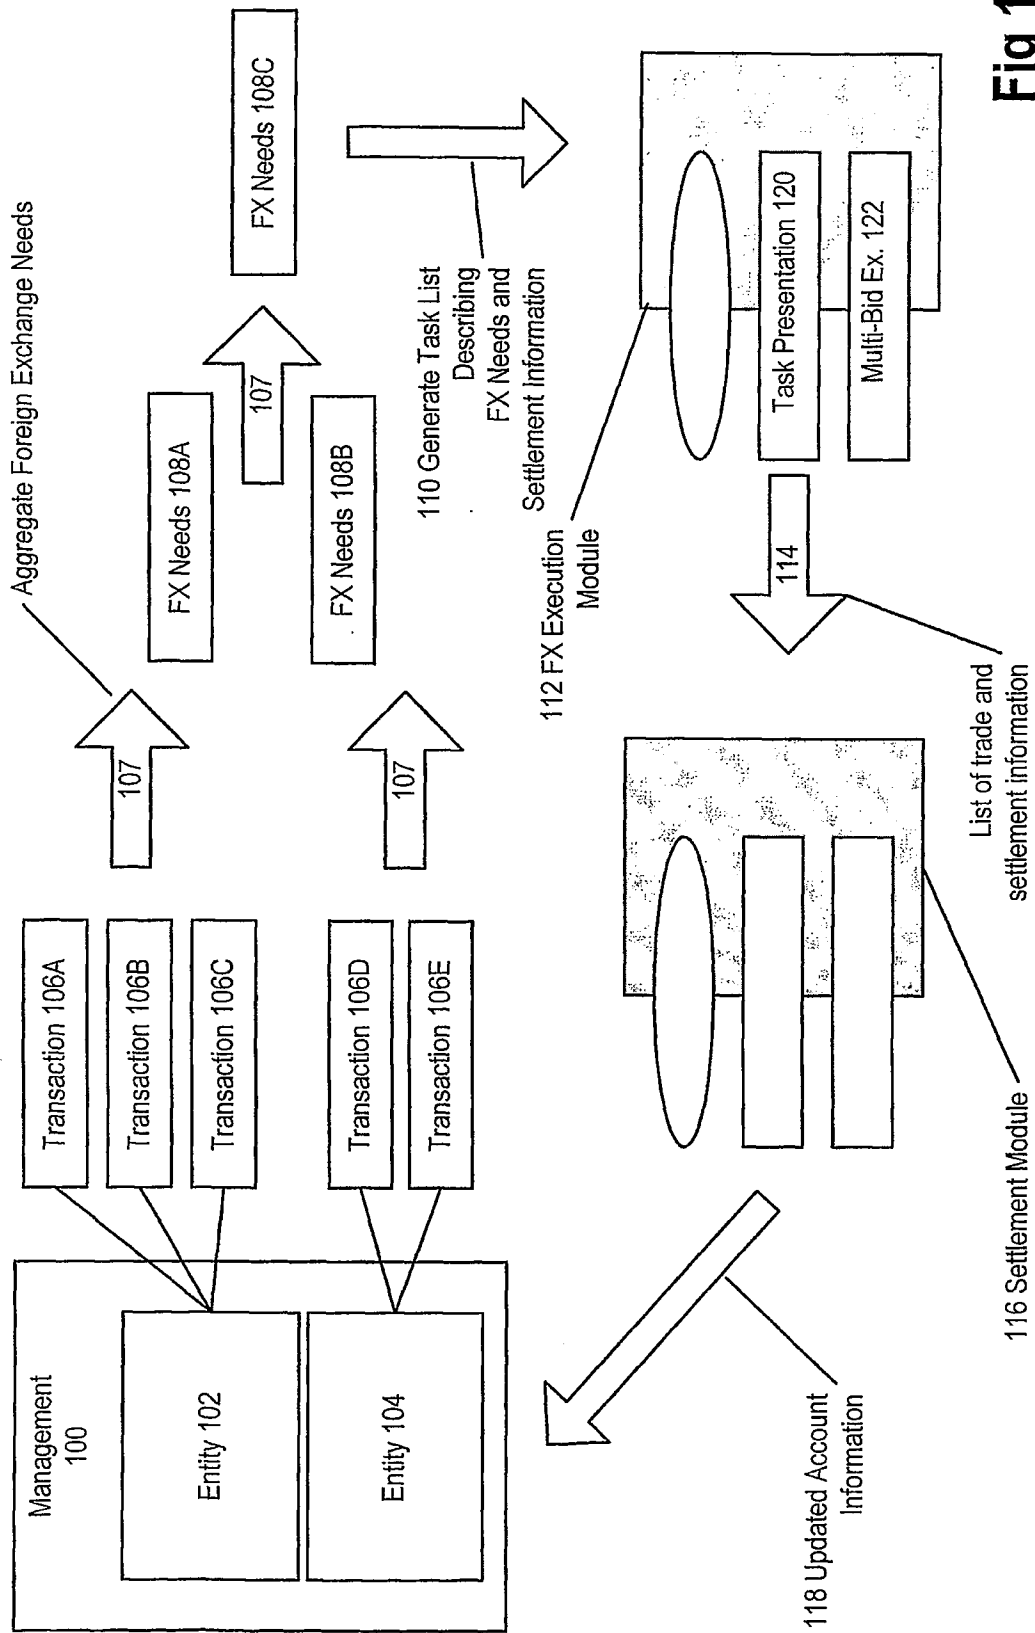 Management
100
Entity 102
Entity 104
Transaction 106A
Transaction 106B
Transaction 106C
Transaction 106D
Transaction 106E
107
107
Aggregate Foreign Exchange Needs
FX Needs 108A
FX Needs 108B
107
FX Needs 108C
110 Generate Task List
Describing
FX Needs and
Settlement Information
112 FX Execution
Module
Task Presentation 120
Multi-Bid Ex. 122
114
List of trade and
settlement information
116 Settlement Module
118 Updated Account
Information
Fig 1